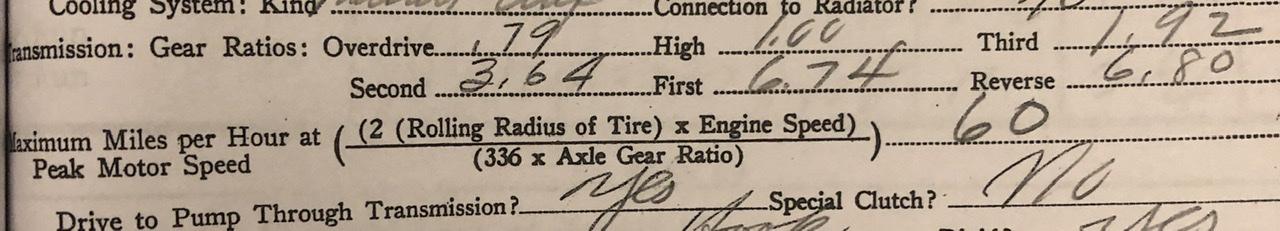 Cooling System: Kind Connection to Radiator?
ransmission: Gear Ratios: Overdrive .79 High 1.00 Third 1.92
Second 3.64 First 6.74 Reverse 6.80
aximum Miles per Hour at ( (2 (Rolling Radius of Tire) x Engine Speed) ) 60
Peak Motor Speed (336 x Axle Gear Ratio)
Drive to Pump Through Transmission? Yes Special Clutch? No